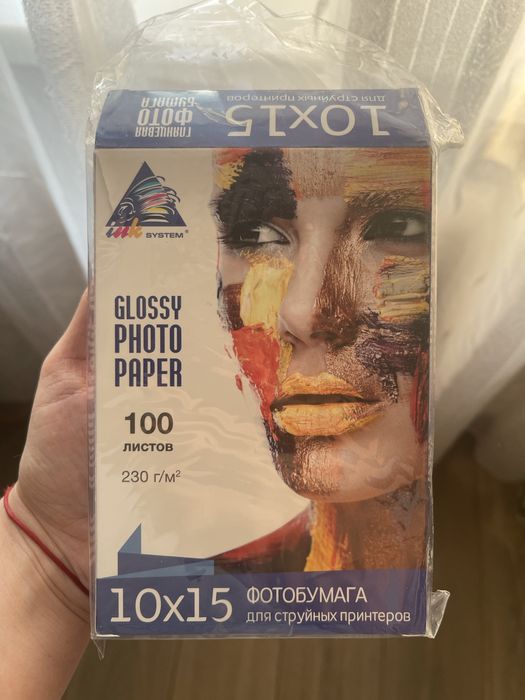 ГЛЯНЦЕВАЯ
ФОТО
БУМАГА
10x15
для струйных принтеров
ink SYSTEM®
GLOSSY
PHOTO
PAPER
100
листов
230 г/м²
10x15 ФОТОБУМАГА
для струйных принтеров